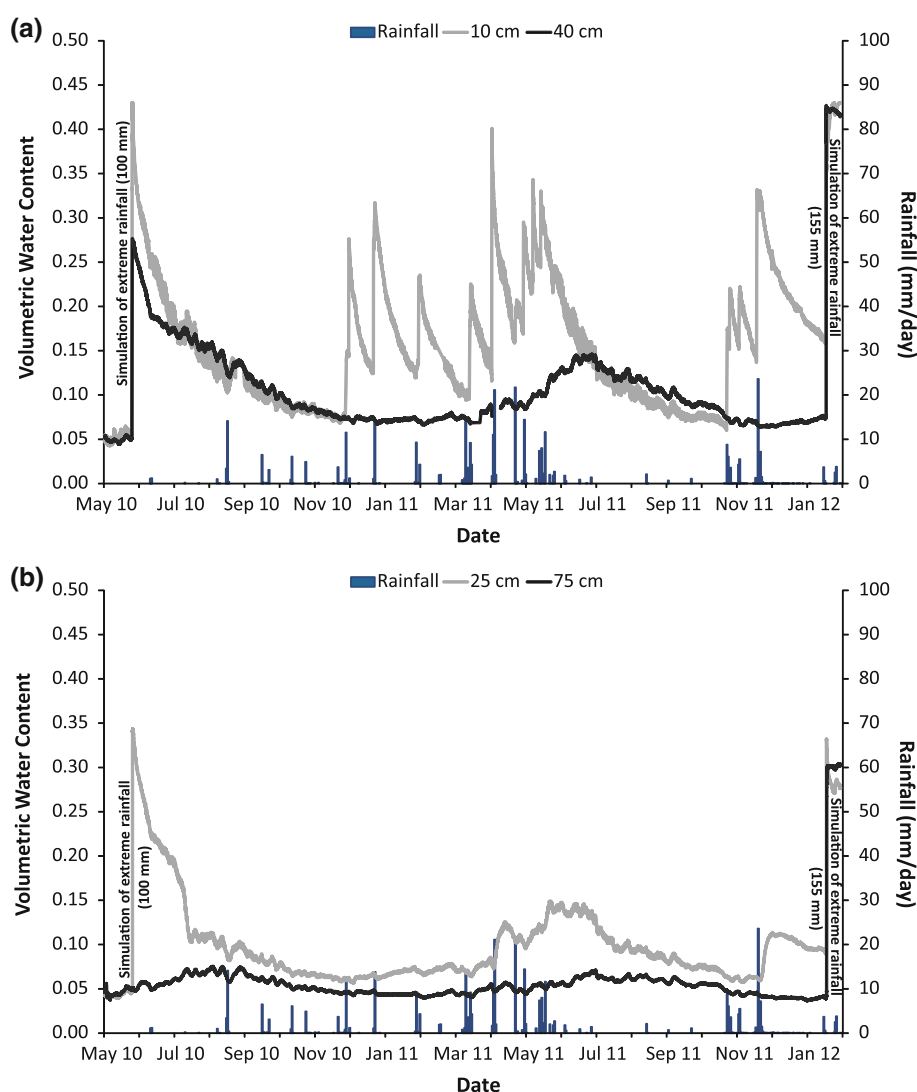 (a)
Rainfall 10 cm 40 cm
Volumetric Water Content
0.50
0.45
0.40
0.35
0.30
0.25
0.20
0.15
0.10
0.05
0.00
Simulation of extreme rainfall (100 mm)
Simulation of extreme rainfall
(155 mm)
100
90
80
70
60
50
40
30
20
10
0
Rainfall (mm/day)
May 10 Jul 10 Sep 10 Nov 10 Jan 11 Mar 11 May 11 Jul 11 Sep 11 Nov 11 Jan 12
Date
(b)
Rainfall 25 cm 75 cm
Volumetric Water Content
0.50
0.45
0.40
0.35
0.30
0.25
0.20
0.15
0.10
0.05
0.00
Simulation of extreme rainfall
(100 mm)
Simulation of extreme rainfall
(155 mm)
100
90
80
70
60
50
40
30
20
10
0
Rainfall (mm/day)
May 10 Jul 10 Sep 10 Nov 10 Jan 11 Mar 11 May 11 Jul 11 Sep 11 Nov 11 Jan 12
Date